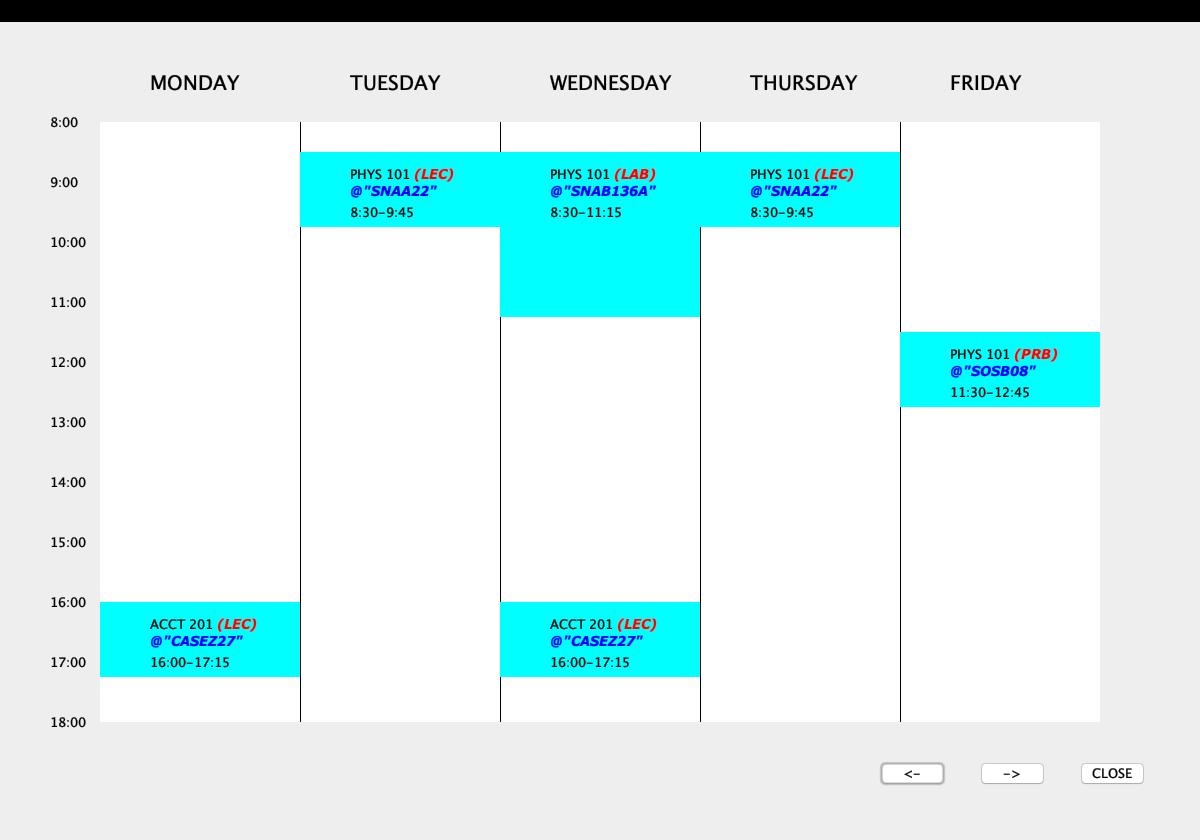 MONDAY TUESDAY WEDNESDAY THURSDAY FRIDAY
8:00
9:00
10:00
11:00
12:00
13:00
14:00
15:00
16:00
17:00
18:00
ACCT 201 (LEC)
@"CASEZ27"
16:00-17:15
PHYS 101 (LEC)
@"SNAA22"
8:30-9:45
PHYS 101 (LAB)
@"SNAB136A"
8:30-11:15
ACCT 201 (LEC)
@"CASEZ27"
16:00-17:15
PHYS 101 (LEC)
@"SNAA22"
8:30-9:45
PHYS 101 (PRB)
@"SOSB08"
11:30-12:45
<- -> CLOSE